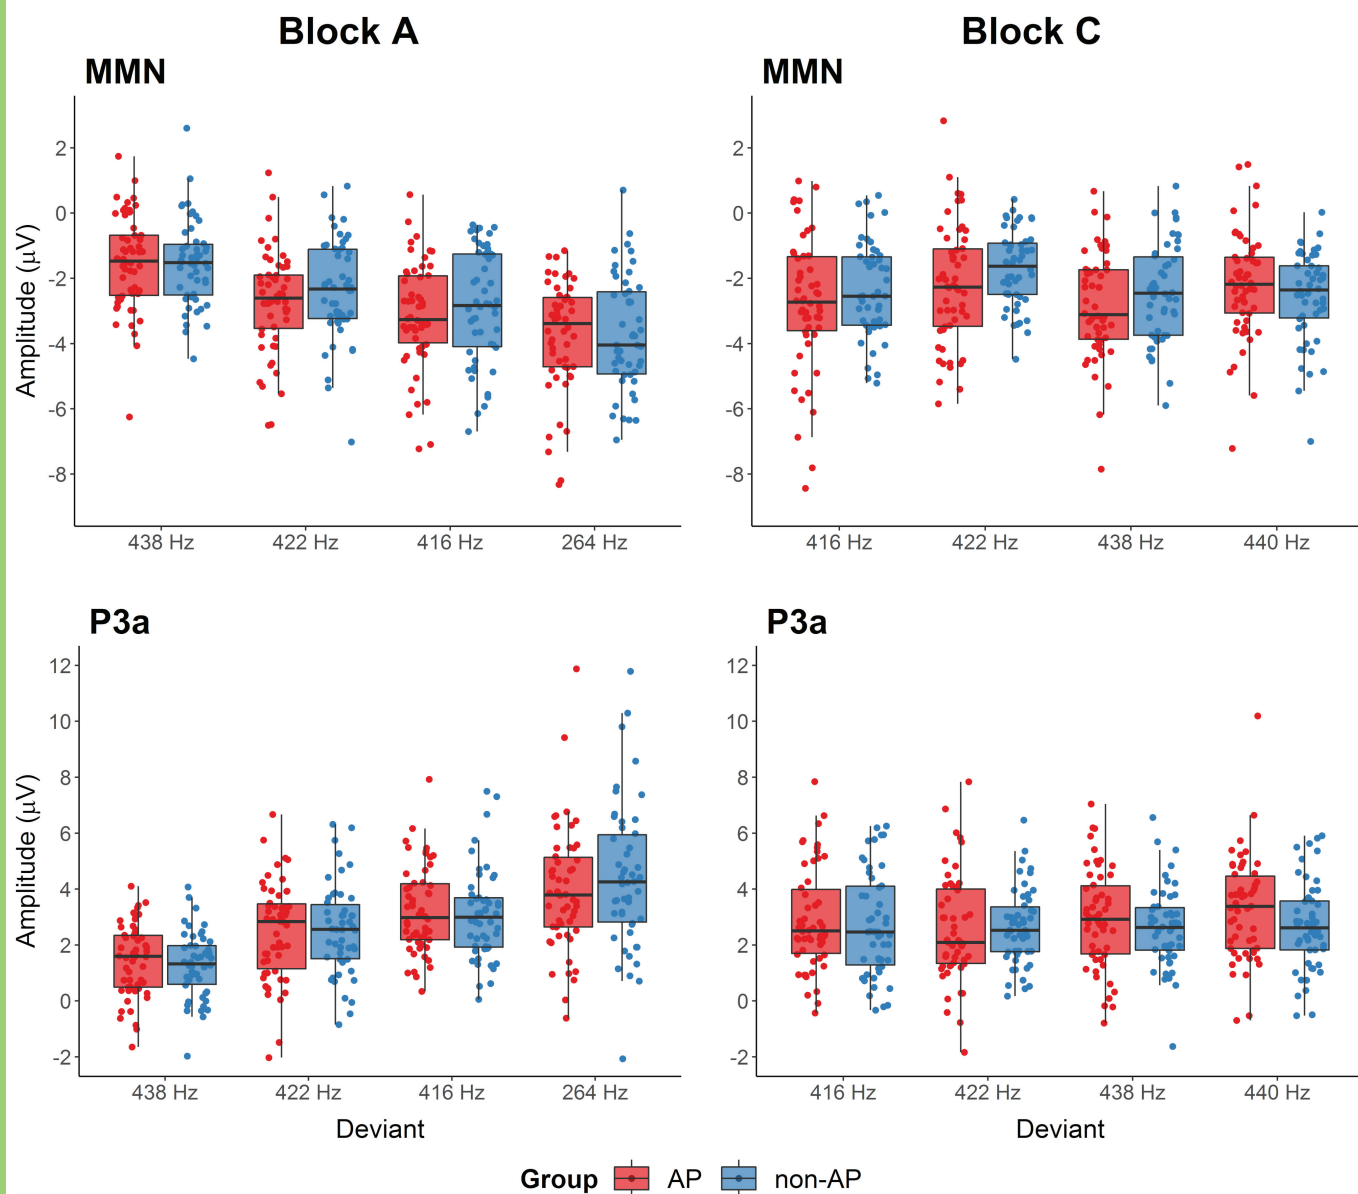 Block A
MMN
Amplitude (μV)
2
0
-2
-4
-6
-8
438 Hz 422 Hz 416 Hz 264 Hz
Block C
MMN
2
0
-2
-4
-6
-8
416 Hz 422 Hz 438 Hz 440 Hz
P3a
Amplitude (μV)
12
10
8
6
4
2
0
-2
438 Hz 422 Hz 416 Hz 264 Hz
Deviant
P3a
12
10
8
6
4
2
0
-2
416 Hz 422 Hz 438 Hz 440 Hz
Deviant
Group AP non-AP